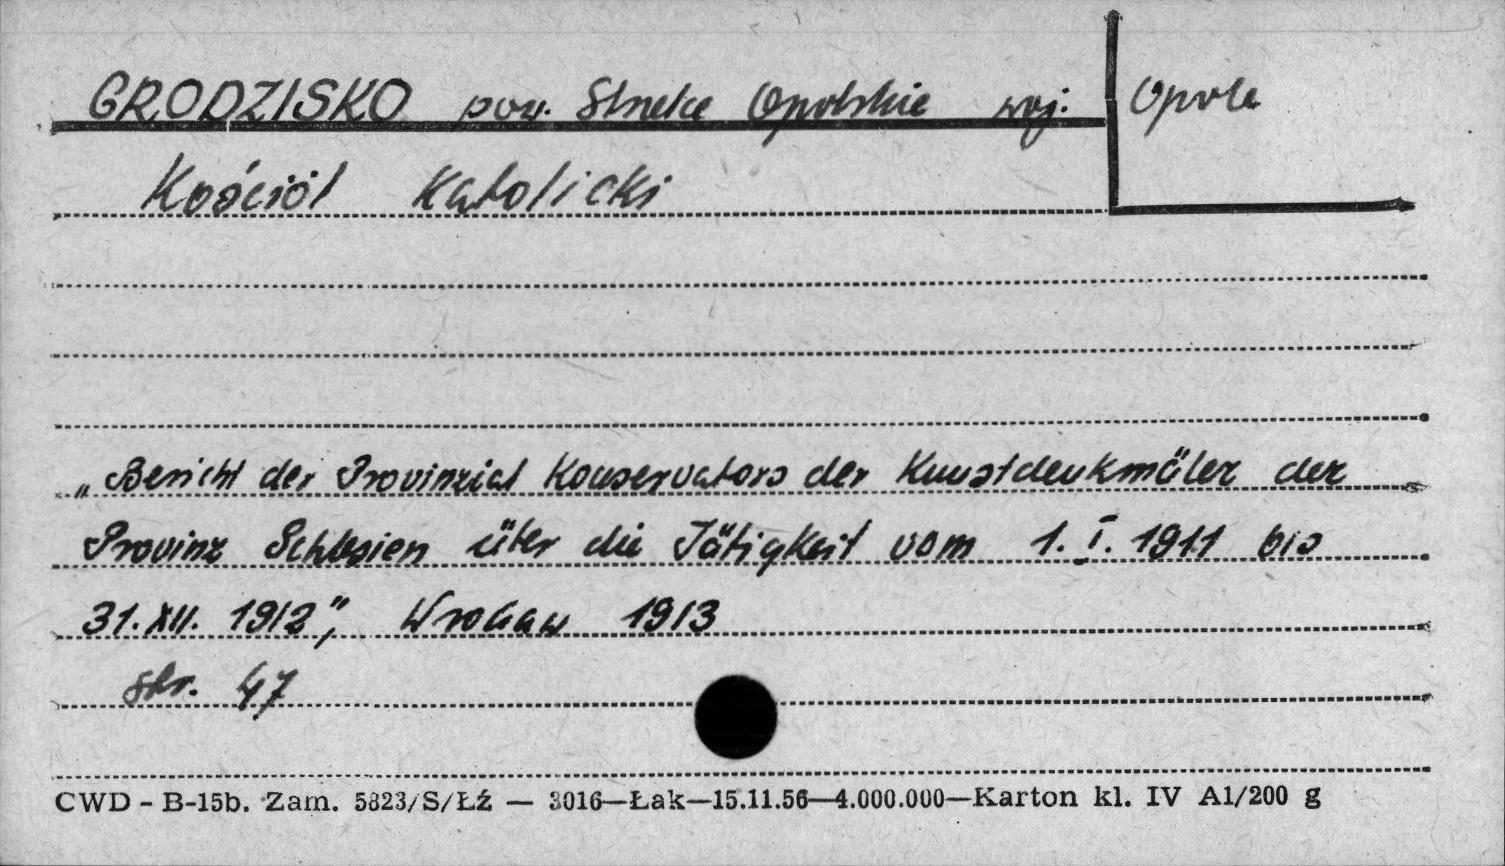 GRODZISKO pow. Strzelce Opolskie woj. Opole
Kościół Katolicki
„Bericht des Provinzial Konservators der Kunstdenkmäler der
Provinz Schlesien über die Tätigkeit vom 1. I. 1911 bis
31. XII. 1912", Wrocław 1913
str. 47
CWD - B-15b. Zam. 5823/S/Łź — 3016—Łak—15.11.56—4.000.000—Karton kl. IV A1/200 g